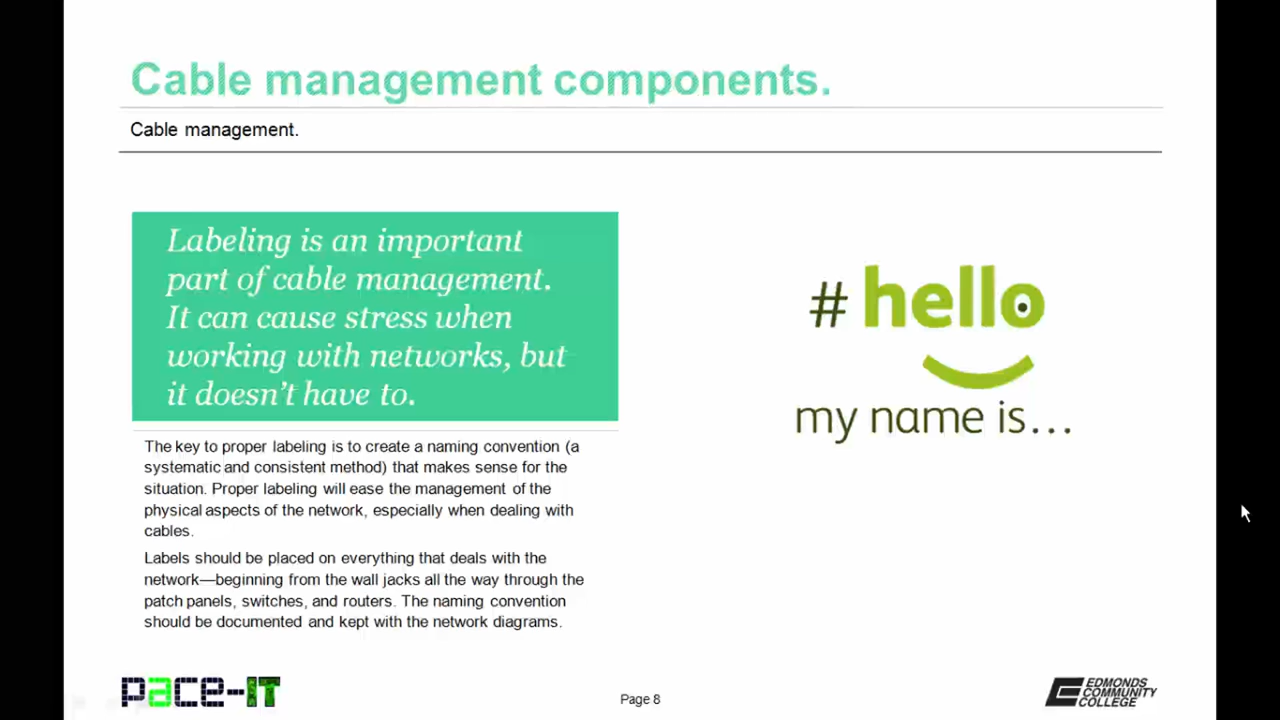 Cable management components.
Cable management.
Labeling is an important
part of cable management.
It can cause stress when
working with networks, but
it doesn't have to.
The key to proper labeling is to create a naming convention (a
systematic and consistent method) that makes sense for the
situation. Proper labeling will ease the management of the
physical aspects of the network, especially when dealing with
cables.
Labels should be placed on everything that deals with the
network—beginning from the wall jacks all the way through the
patch panels, switches, and routers. The naming convention
should be documented and kept with the network diagrams.
# hello
my name is...
pace-IT
Page 8
EDMONDS
COMMUNITY
COLLEGE